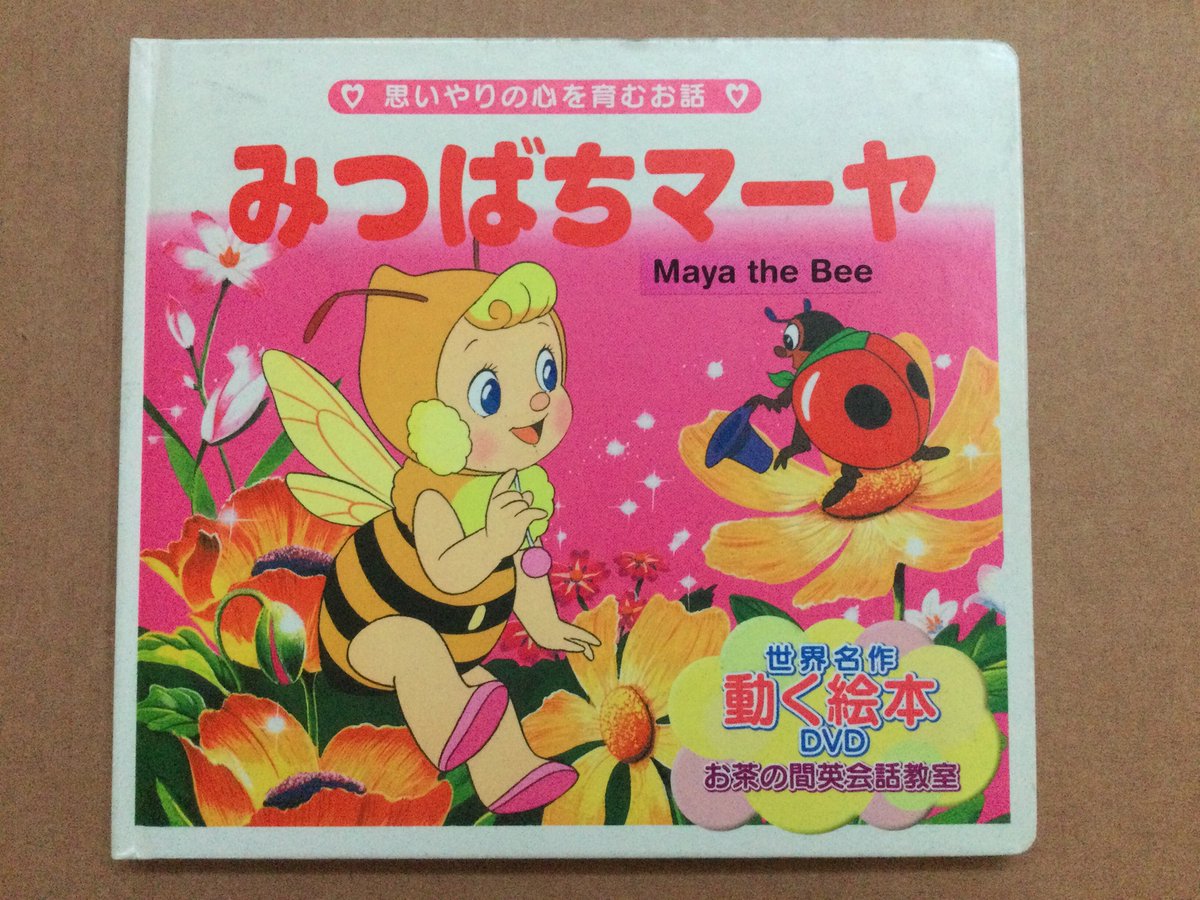 ♡ 思いやりの心を育むお話 ♡
みつばちマーヤ
Maya the Bee
世界名作
動く絵本
DVD
お茶の間英会話教室